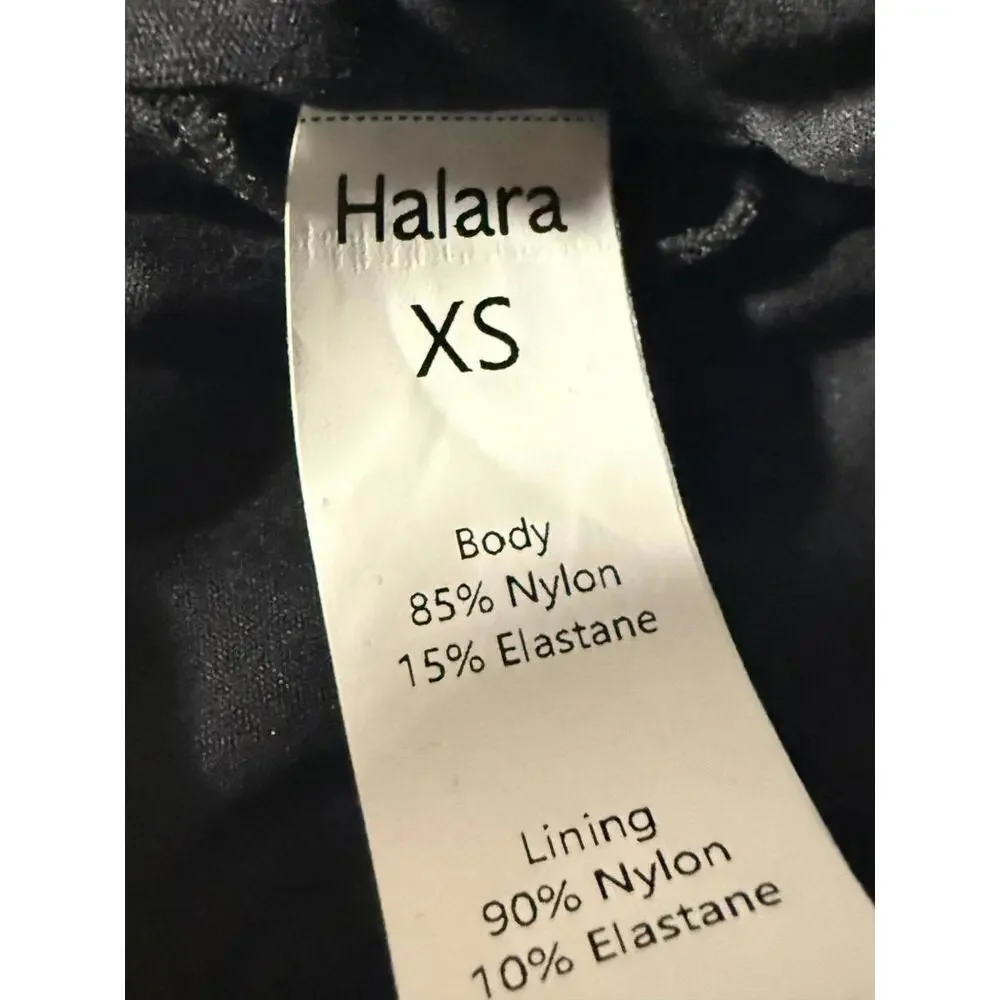 Halara
XS
Body
85% Nylon
15% Elastane
Lining
90% Nylon
10% Elastane